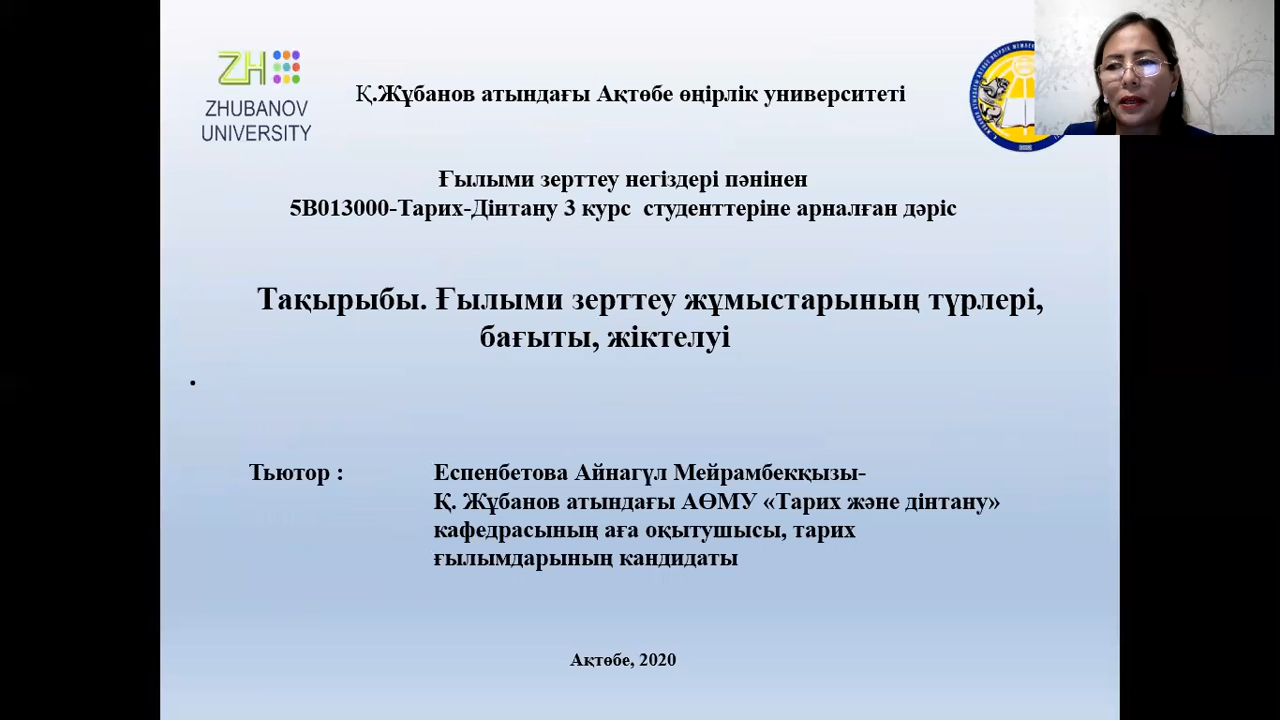 ZH
ZHUBANOV
UNIVERSITY
Қ.Жұбанов атындағы Ақтөбе өңірлік университеті
Ғылыми зерттеу негіздері пәнінен
5В013000-Тарих-Дінтану 3 курс студенттеріне арналған дәріс
Тақырыбы. Ғылыми зерттеу жұмыстарының түрлері,
бағыты, жіктелуі
Тьютор :
Еспенбетова Айнагүл Мейрамбекқызы-
Қ. Жұбанов атындағы АӨМУ «Тарих және дінтану»
кафедрасының аға оқытушысы, тарих
ғылымдарының кандидаты
Ақтөбе, 2020